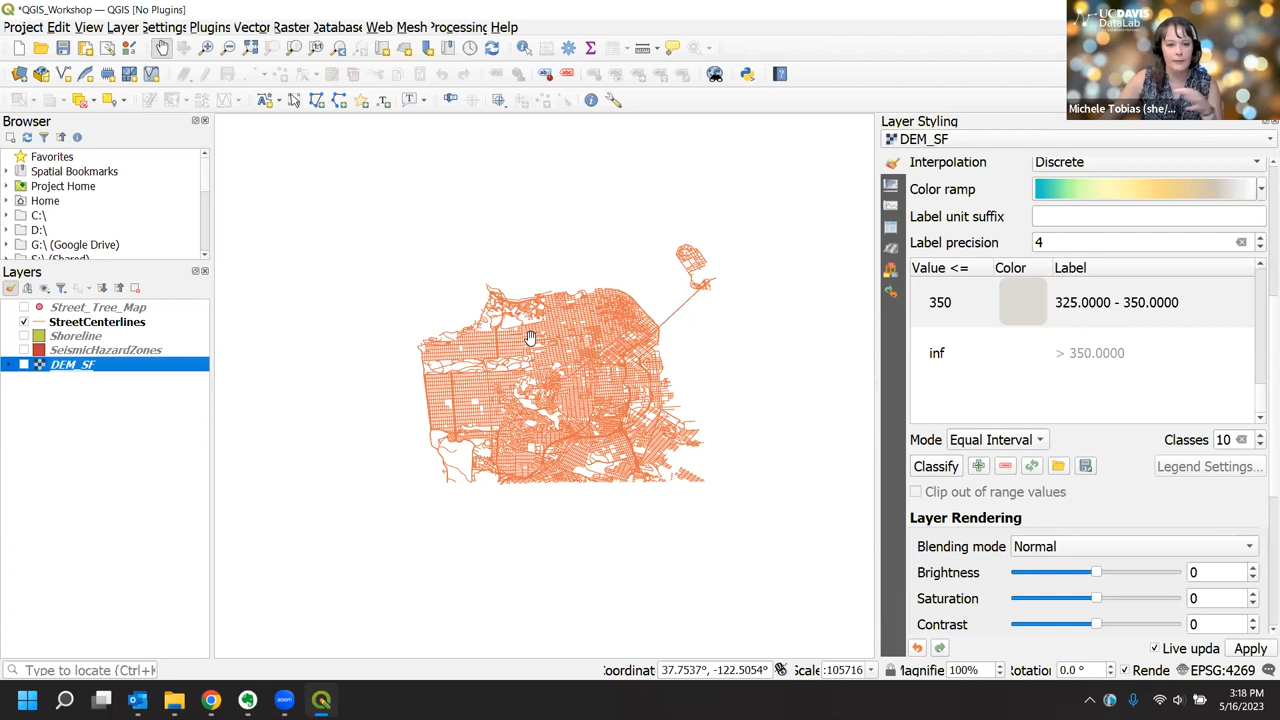 *QGIS_Workshop — QGIS [No Plugins]
Project Edit View Layer Settings Plugins Vector Raster Database Web Mesh Processing Help
UCDAVIS
DataLab
Michele Tobias (she/...
Browser
Favorites
Spatial Bookmarks
Project Home
Home
C:\
D:\
G:\ (Google Drive)
S:\ (Shared)
Layers
Street_Tree_Map
StreetCenterlines
Shoreline
SeismicHazardZones
DEM_SF
Layer Styling
DEM_SF
Interpolation Discrete
Color ramp
Label unit suffix
Label precision 4
Value <= Color Label
350 325.0000 - 350.0000
inf > 350.0000
Mode Equal Interval Classes 10
Classify Legend Settings...
Clip out of range values
Layer Rendering
Blending mode Normal
Brightness 0
Saturation 0
Contrast 0
Live upda Apply
Type to locate (Ctrl+K
Coordinat 37.7537°, -122.5054° Scale :105716 Magnifie 100% Rotation 0.0 ° Rende EPSG:4269
zoom
3:18 PM
5/16/2023